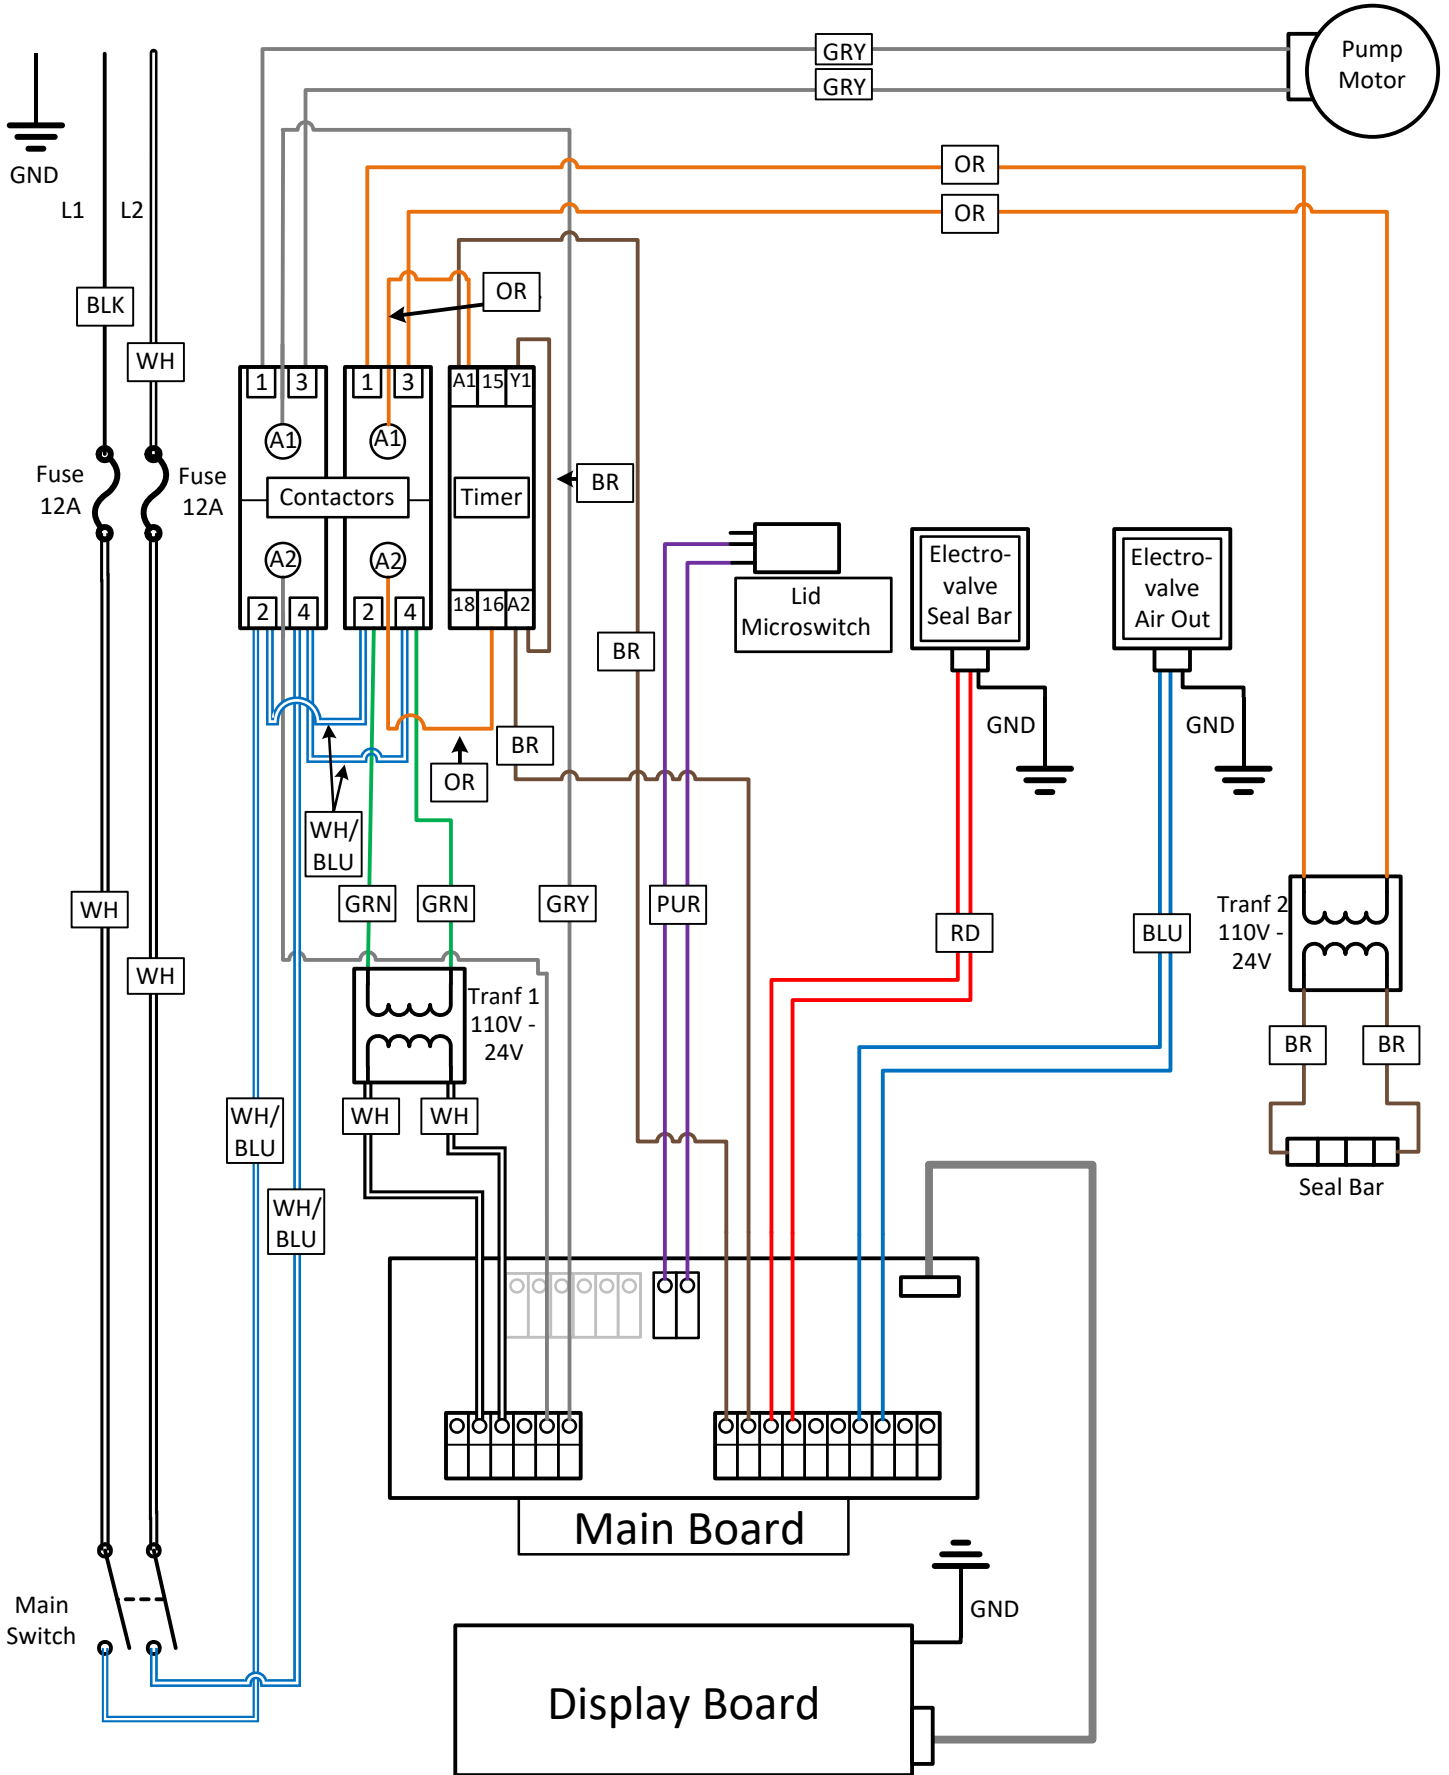 GRY
GRY
Pump
Motor
GND
L1
L2
OR
OR
BLK
WH
OR
1
3
1
3
A1
15
Y1
A1
A1
Fuse
12A
Fuse
12A
Contactors
Timer
BR
A2
A2
2
4
2
4
18
16
A2
Lid
Microswitch
Electro-
valve
Seal Bar
Electro-
valve
Air Out
BR
GND
GND
BR
OR
WH/
BLU
WH
GRN
GRN
GRY
PUR
RD
BLU
Tranf 2
110V -
24V
WH
Tranf 1
110V -
24V
BR
BR
WH/
BLU
WH
WH
Seal Bar
WH/
BLU
Main Board
Main
Switch
GND
Display Board